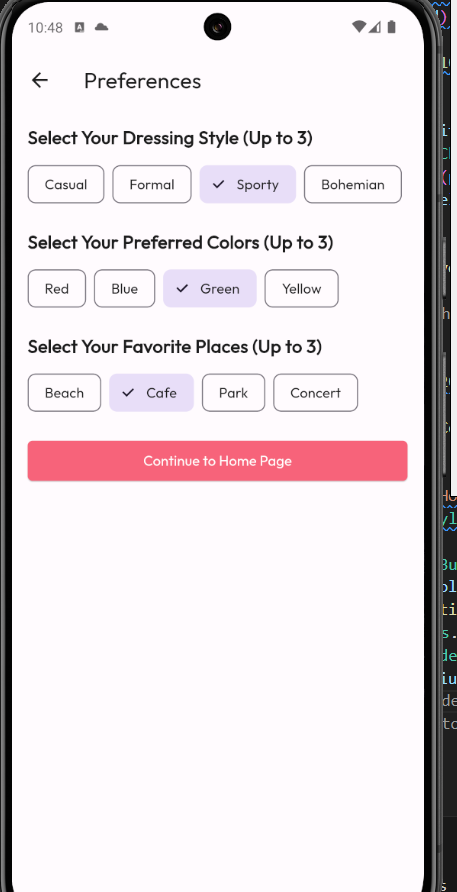 10:48
Preferences
Select Your Dressing Style (Up to 3)
Casual Formal Sporty Bohemian
Select Your Preferred Colors (Up to 3)
Red Blue Green Yellow
Select Your Favorite Places (Up to 3)
Beach Cafe Park Concert
Continue to Home Page